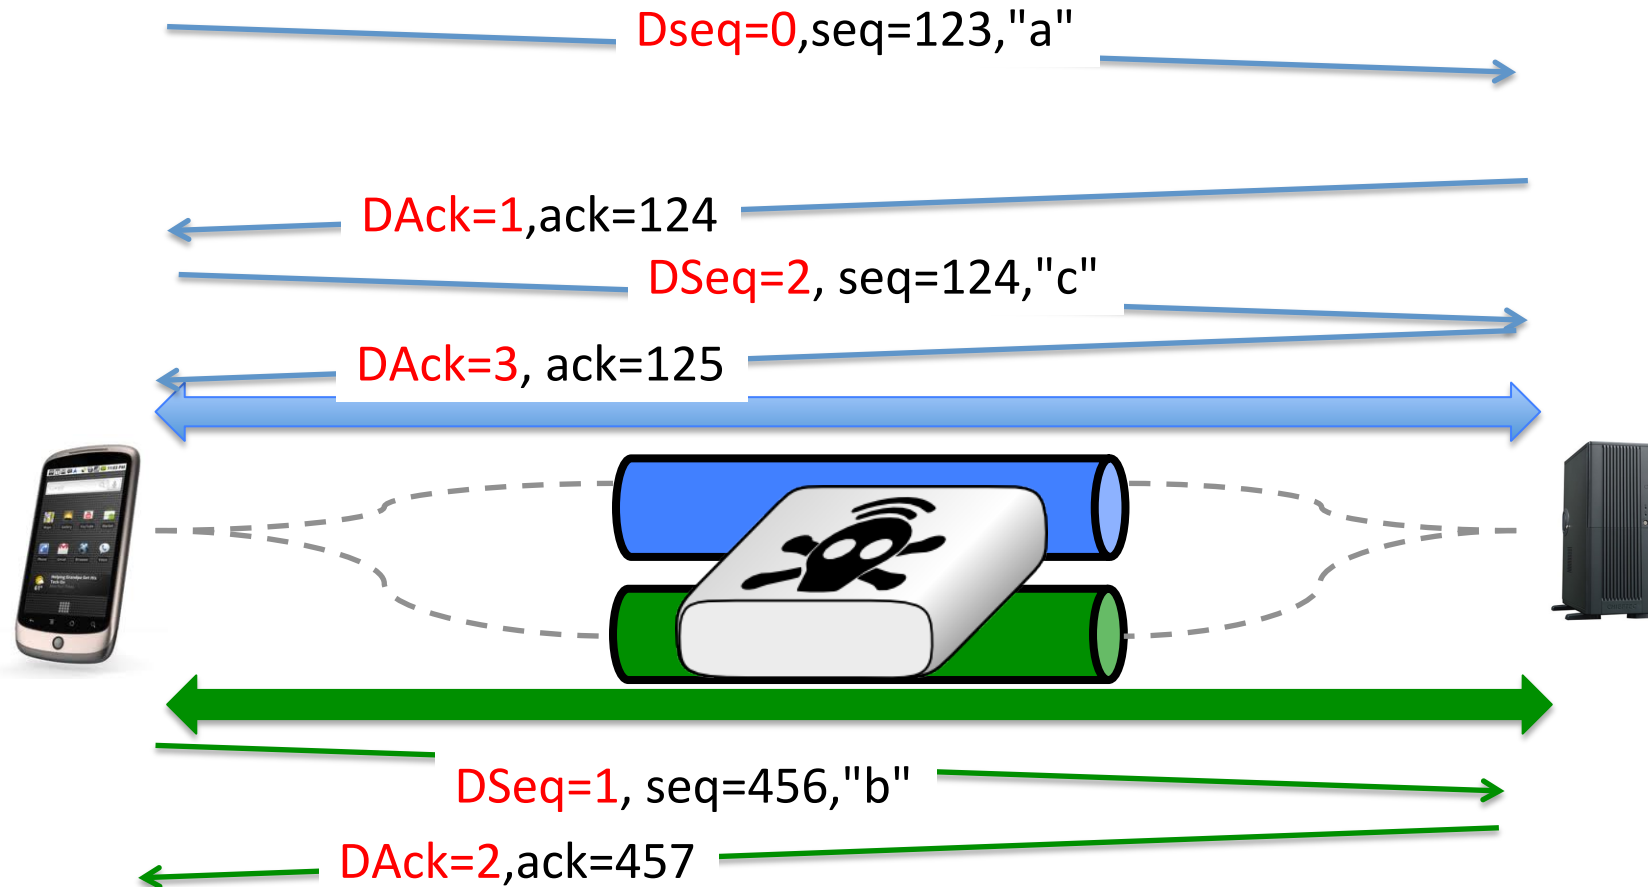 Dseq=0,seq=123,"a"
DAck=1,ack=124
DSeq=2, seq=124,"c"
DAck=3, ack=125
DSeq=1, seq=456,"b"
DAck=2,ack=457